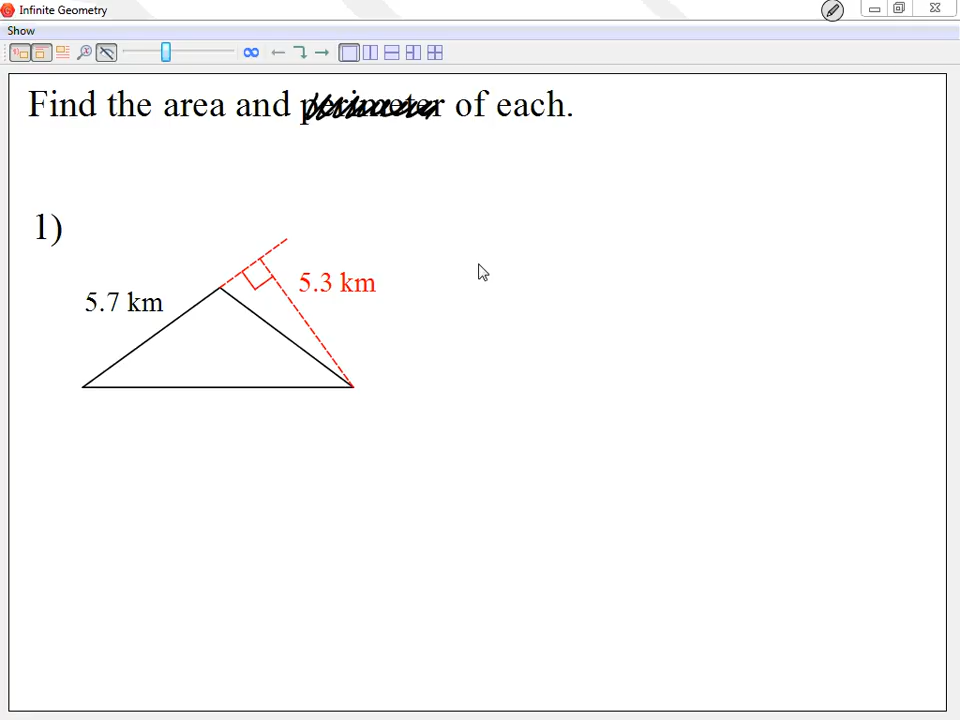 Infinite Geometry
Show
Find the area and perimeter of each.
1)
5.7 km
5.3 km